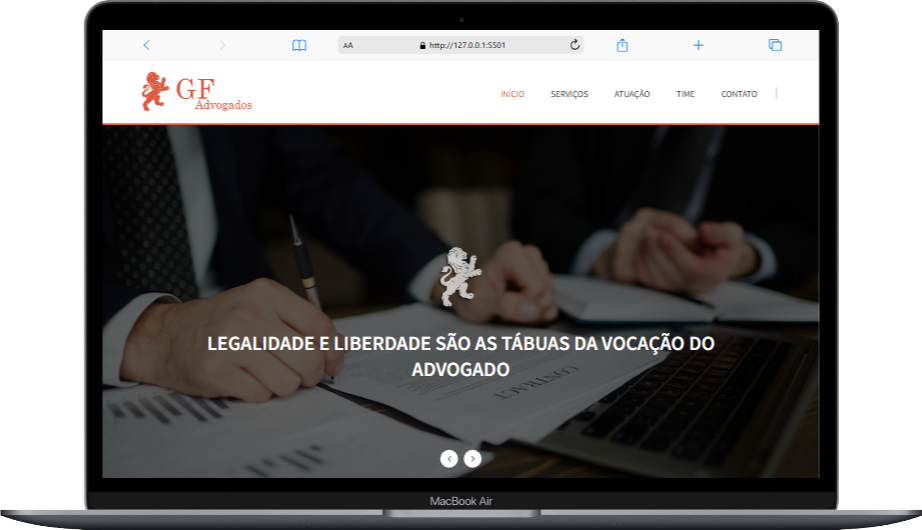 AA http://127.0.0.1:5501
GF
Advogados
INÍCIO SERVIÇOS ATUAÇÃO TIME CONTATO
LEGALIDADE E LIBERDADE SÃO AS TÁBUAS DA VOCAÇÃO DO
ADVOGADO
CONTRACT
MacBook Air